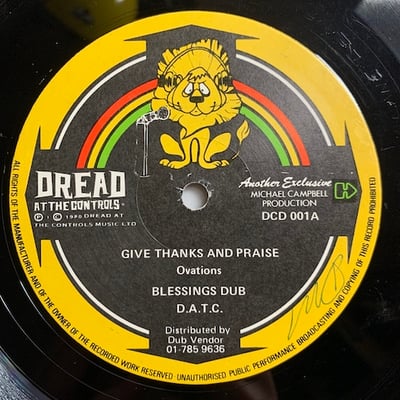 DREAD
AT THE CONTROLS
℗ 1 © 1980 DREAD AT
THE CONTROLS MUSIC LTD
Another Exclusive
MICHAEL CAMPBELL
PRODUCTION
DCD 001A
GIVE THANKS AND PRAISE
Ovations
BLESSINGS DUB
D.A.T.C.
Distributed by
Dub Vendor
01-785 9636
ALL RIGHTS OF THE MANUFACTURER AND OF THE OWNER OF THE RECORDED WORK RESERVED · UNAUTHORISED PUBLIC PERFORMANCE BROADCASTING AND COPYING OF THIS RECORD PROHIBITED